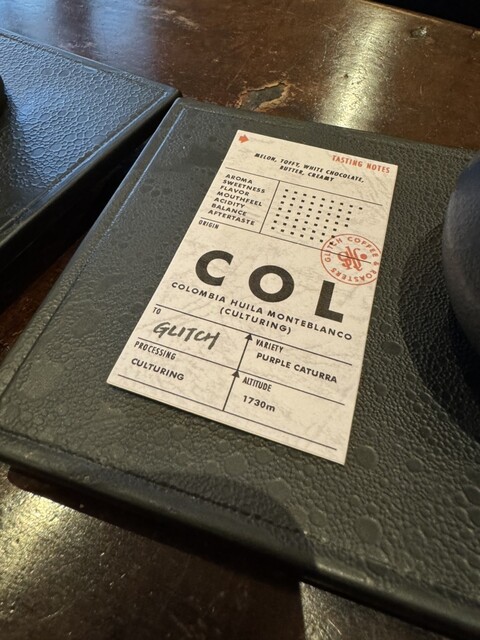 TASTING NOTES
MELON, TOFFY, WHITE CHOCOLATE,
BUTTER, CREAMY
AROMA
SWEETNESS
FLAVOR
MOUTHFEEL
ACIDITY
BALANCE
AFTERTASTE
ORIGIN
GLITCH COFFEE & ROASTERS
COL
COLOMBIA HUILA MONTEBLANCO
(CULTURING)
TO
GLITCH
VARIETY
PURPLE CATURRA
PROCESSING
CULTURING
ALTITUDE
1730m